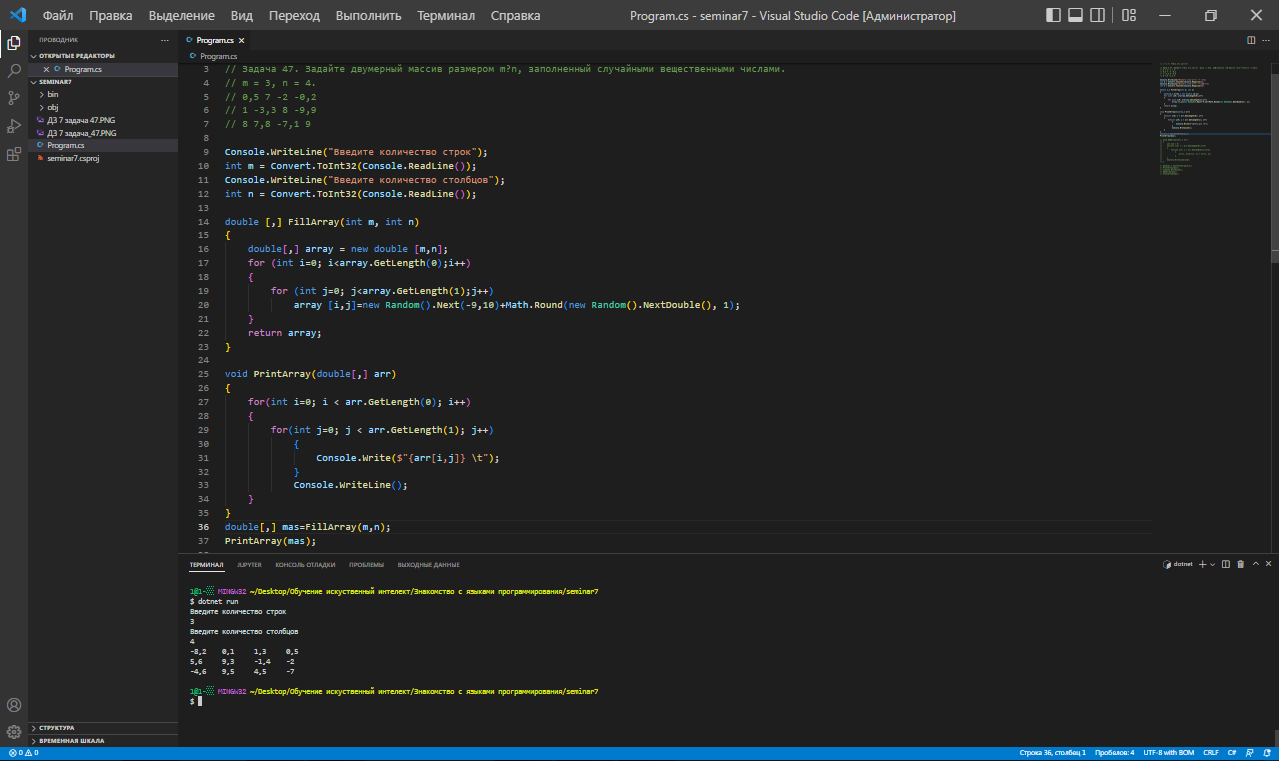 Файл Правка Выделение Вид Переход Выполнить Терминал Справка
Program.cs - seminar7 - Visual Studio Code [Администратор]
ПРОВОДНИК
ОТКРЫТЫЕ РЕДАКТОРЫ
Program.cs
SEMINAR7
bin
obj
ДЗ 7 задача 47.PNG
ДЗ 7 задача_47.PNG
Program.cs
seminar7.csproj
СТРУКТУРА
ВРЕМЕННАЯ ШКАЛА
Program.cs
Program.cs
3 // Задача 47. Задайте двумерный массив размером m?n, заполненный случайными вещественными числами.
4 // m = 3, n = 4.
5 // 0,5 7 -2 -0,2
6 // 1 -3,3 8 -9,9
7 // 8 7,8 -7,1 9
8
9 Console.WriteLine("Введите количество строк");
10 int m = Convert.ToInt32(Console.ReadLine());
11 Console.WriteLine("Введите количество столбцов");
12 int n = Convert.ToInt32(Console.ReadLine());
13
14 double [,] FillArray(int m, int n)
15 {
16 double[,] array = new double [m,n];
17 for (int i=0; i<array.GetLength(0);i++)
18 {
19 for (int j=0; j<array.GetLength(1);j++)
20 array [i,j]=new Random().Next(-9,10)+Math.Round(new Random().NextDouble(), 1);
21 }
22 return array;
23 }
24
25 void PrintArray(double[,] arr)
26 {
27 for(int i=0; i < arr.GetLength(0); i++)
28 {
29 for(int j=0; j < arr.GetLength(1); j++)
30 {
31 Console.Write($"{arr[i,j]} \t");
32 }
33 Console.WriteLine();
34 }
35 }
36 double[,] mas=FillArray(m,n);
37 PrintArray(mas);
ТЕРМИНАЛ JUPYTER КОНСОЛЬ ОТЛАДКИ ПРОБЛЕМЫ ВЫХОДНЫЕ ДАННЫЕ
dotnet
MINGW32 ~/Desktop/Обучение искуственный интелект/Знакомство с языками программирования/seminar7
$ dotnet run
Введите количество строк
3
Введите количество столбцов
4
-8,2 0,1 1,3 0,5
5,6 9,3 -1,4 -2
-4,6 9,5 4,5 -7
MINGW32 ~/Desktop/Обучение искуственный интелект/Знакомство с языками программирования/seminar7
$
0 0
Строка 36, столбец 1 Пробелов: 4 UTF-8 with BOM CRLF C#